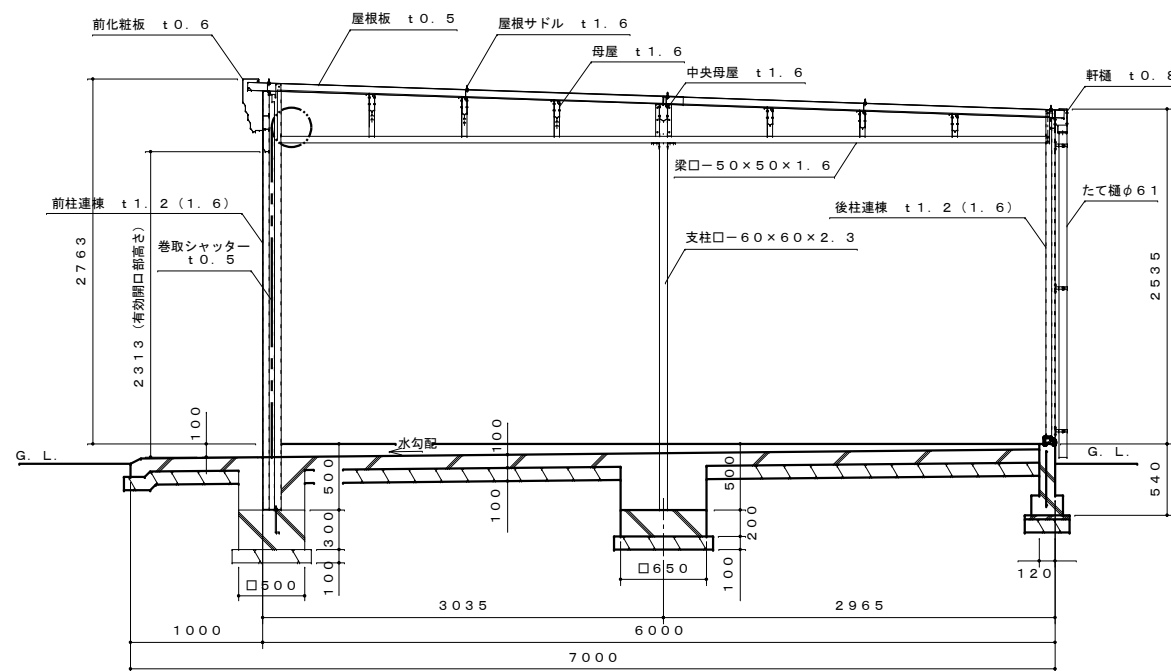 屋根板 ｔ０．５
屋根サドル ｔ１．６
前化粧板 ｔ０．６
母屋 ｔ１．６
中央母屋 ｔ１．６
軒樋 ｔ０．８
梁口－５０×５０×１．６
前柱連棟 ｔ１．２（１．６）
後柱連棟 ｔ１．２（１．６）
たて樋φ６１
巻取シャッター
ｔ０．５
支柱口－６０×６０×２．３
２７６３
２３１３（有効開口部高さ）
２５３５
１００
水勾配
１００
Ｇ．Ｌ．
Ｇ．Ｌ．
５００
１００
５００
５４０
３００
２００
１００
１００
□５００
□６５０
１２０
３０３５
２９６５
１０００
６０００
７０００